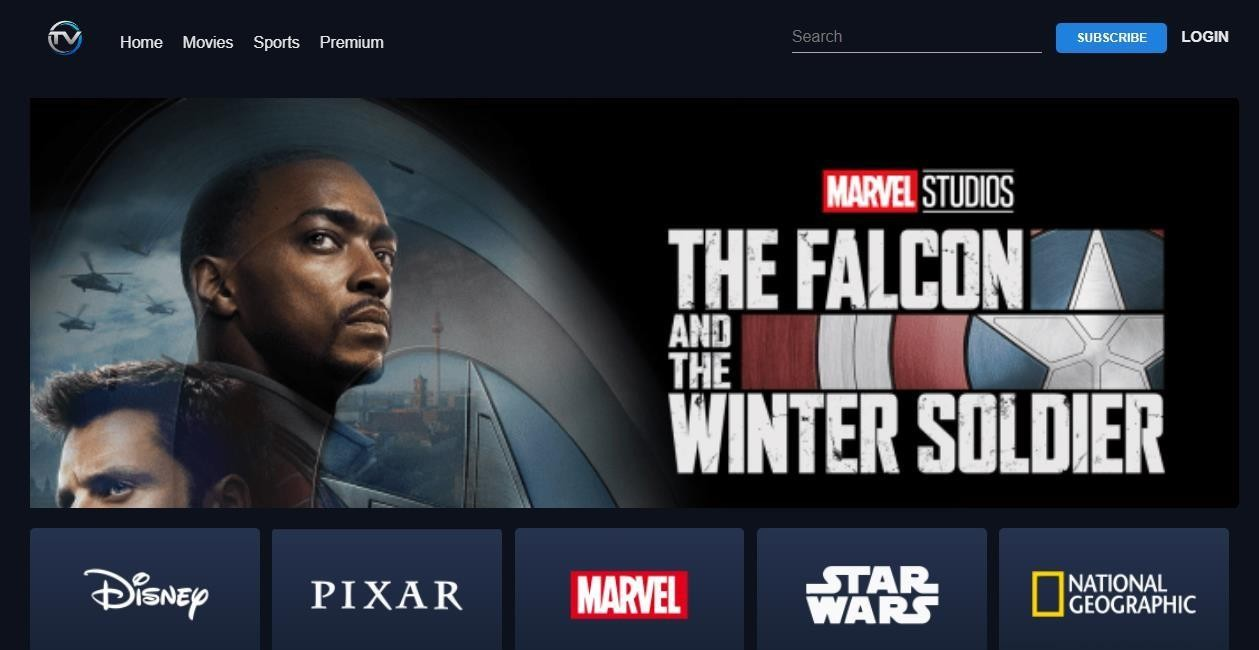 TV
Home Movies Sports Premium
Search
SUBSCRIBE
LOGIN
MARVEL STUDIOS
THE FALCON
AND
THE
WINTER SOLDIER
Disney
PIXAR
MARVEL
STAR
WARS
NATIONAL
GEOGRAPHIC